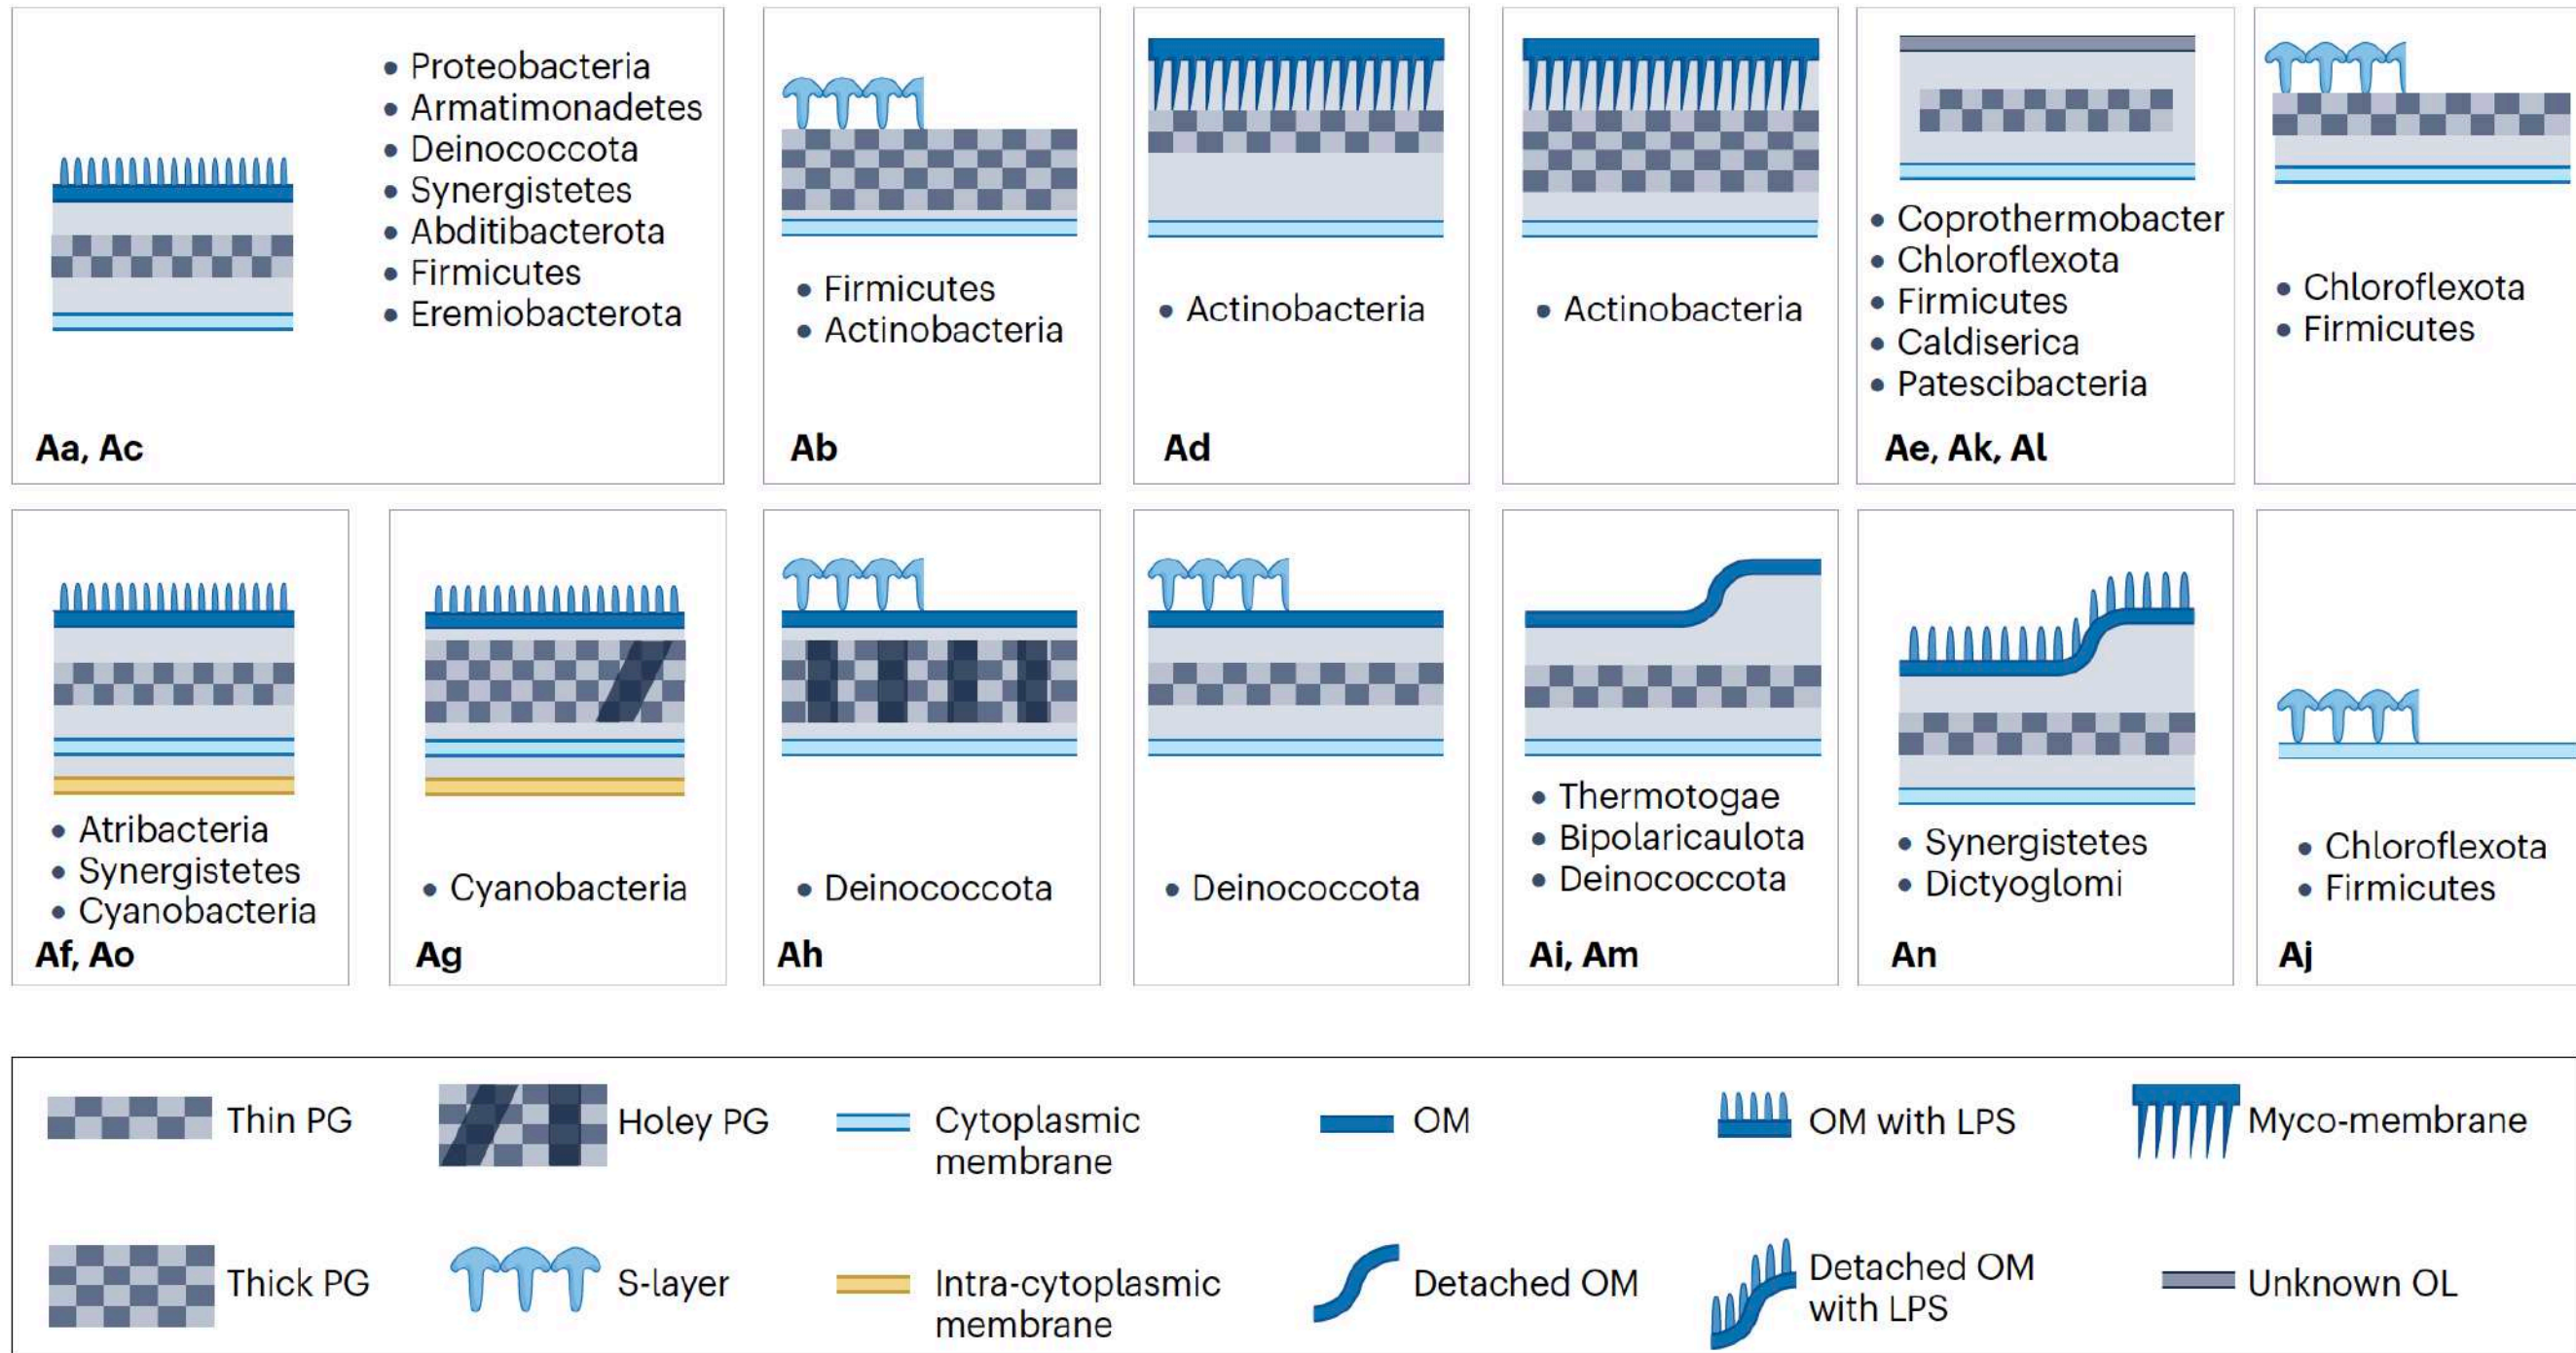 Proteobacteria
Armatimonadetes
Deinococcota
Synergistetes
Abditibacterota
Firmicutes
Eremiobacterota
Aa, Ac
Firmicutes
Actinobacteria
Ab
Actinobacteria
Ad
Actinobacteria
Coprothermobacter
Chloroflexota
Firmicutes
Caldiserica
Patescibacteria
Ae, Ak, Al
Chloroflexota
Firmicutes
Atribacteria
Synergistetes
Cyanobacteria
Af, Ao
Cyanobacteria
Ag
Deinococcota
Ah
Deinococcota
Thermotogae
Bipolaricaulota
Deinococcota
Ai, Am
Synergistetes
Dictyoglomi
An
Chloroflexota
Firmicutes
Aj
Thin PG
Holey PG
Cytoplasmic
membrane
OM
OM with LPS
Myco-membrane
Thick PG
S-layer
Intra-cytoplasmic
membrane
Detached OM
Detached OM
with LPS
Unknown OL